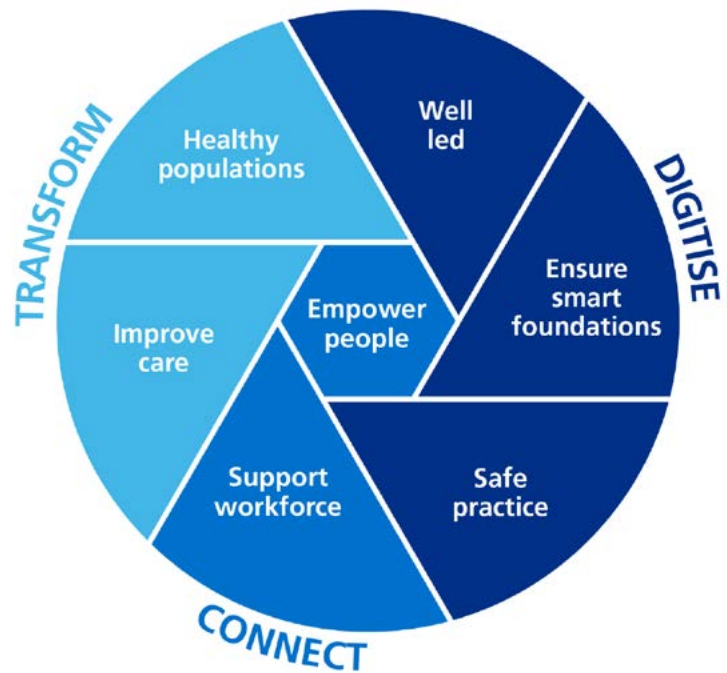 Well
led
DIGITISE
Ensure
smart
foundations
Safe
practice
CONNECT
Support
workforce
Empower
people
TRANSFORM
Improve
care
Healthy
populations